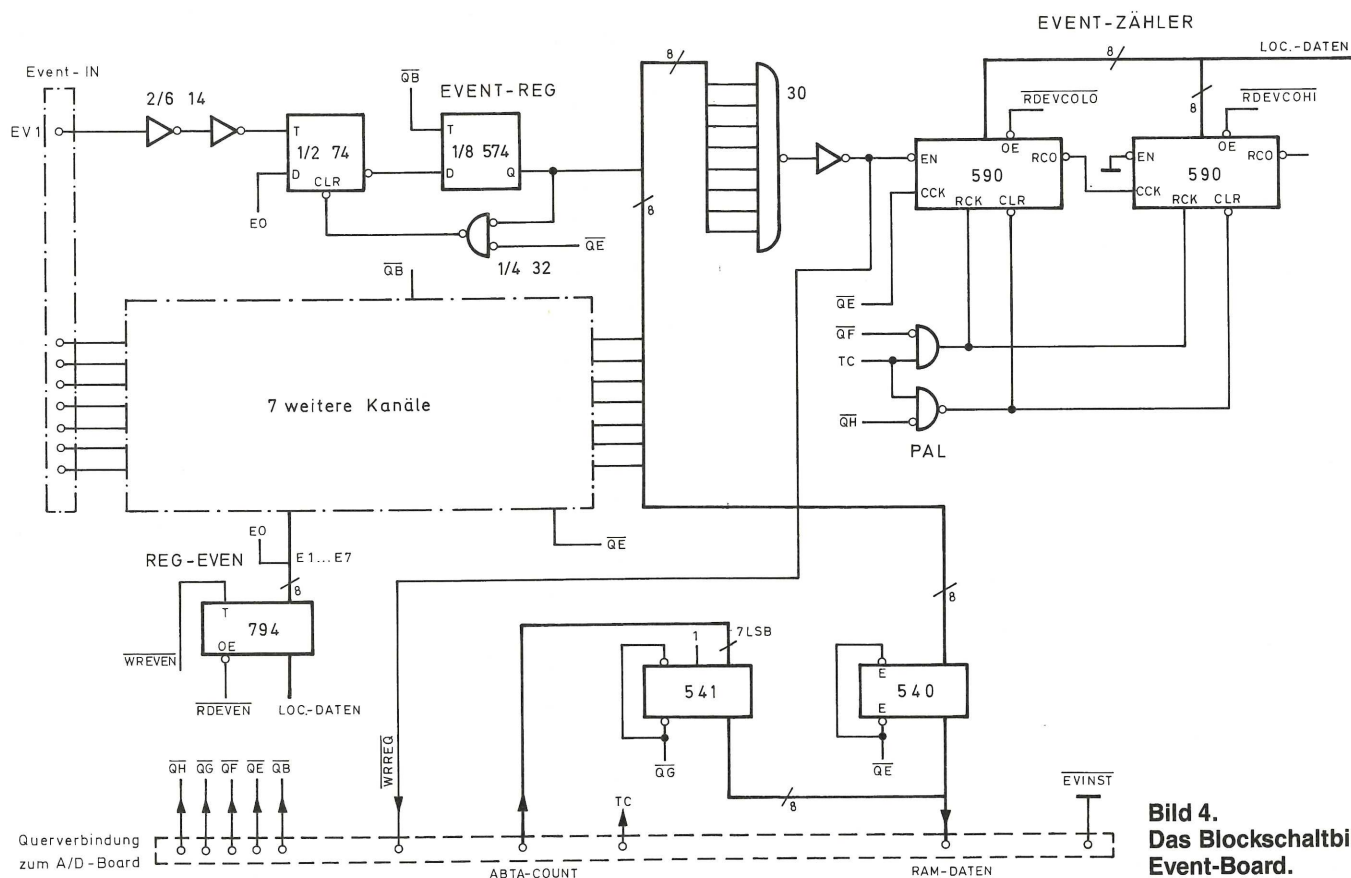 EVENT-ZÄHLER
LOC.-DATEN
8
8
RDEVCOLO
RDEVCOHI
Event-IN
EV1
2/6 14
QB
EVENT-REG
T
1/2 74
D
CLR
E0
T
1/8 574
D
Q
QE
1/4 32
8
8
30
EN
OE
590
RCO
CCK
RCK
CLR
EN
OE
590
RCO
CCK
RCK
CLR
QE
QF
TC
QH
PAL
QB
7 weitere Kanäle
QE
E0
REG-EVEN
E1...E7
8
T
794
OE
WREVEN
RDEVEN
LOC.-DATEN
1
7LSB
541
QG
8
E
540
E
QE
8
QH
QG
QF
QE
QB
WRREQ
TC
EVINST
Querverbindung
zum A/D-Board
ABTA-COUNT
RAM-DATEN
Bild 4.
Das Blockschaltbi
Event-Board.